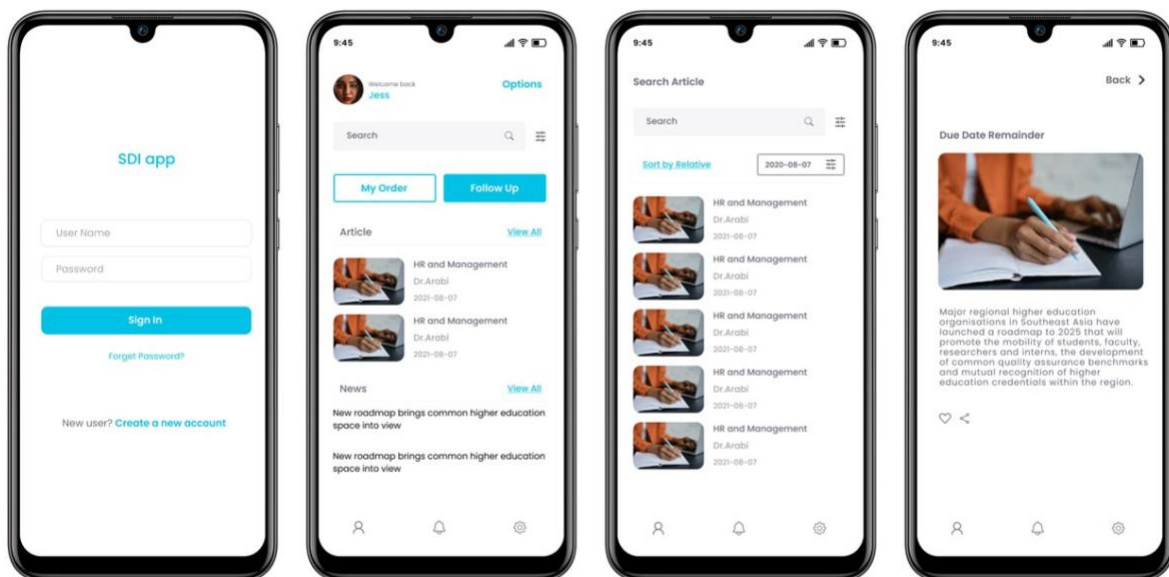 SDI app
User Name
Password
Sign In
Forget Password?
New user? Create a new account
9:45
Welcome back
Jess
Options
Search
My Order
Follow Up
Article
View All
HR and Management
Dr.Arabi
2021-08-07
HR and Management
Dr.Arabi
2021-08-07
News
View All
New roadmap brings common higher education
space into view
New roadmap brings common higher education
space into view
9:45
Search Article
Search
Sort by Relative
2020-08-07
HR and Management
Dr.Arabi
2021-08-07
HR and Management
Dr.Arabi
2021-08-07
HR and Management
Dr.Arabi
2021-08-07
HR and Management
Dr.Arabi
2021-08-07
HR and Management
Dr.Arabi
2021-08-07
9:45
Back
Due Date Remainder
Major regional higher education
organisations in Southeast Asia have
launched a roadmap to 2025 that will
promote the mobility of students, faculty,
researchers and interns, the development
of common quality assurance benchmarks
and mutual recognition of higher
education credentials within the region.